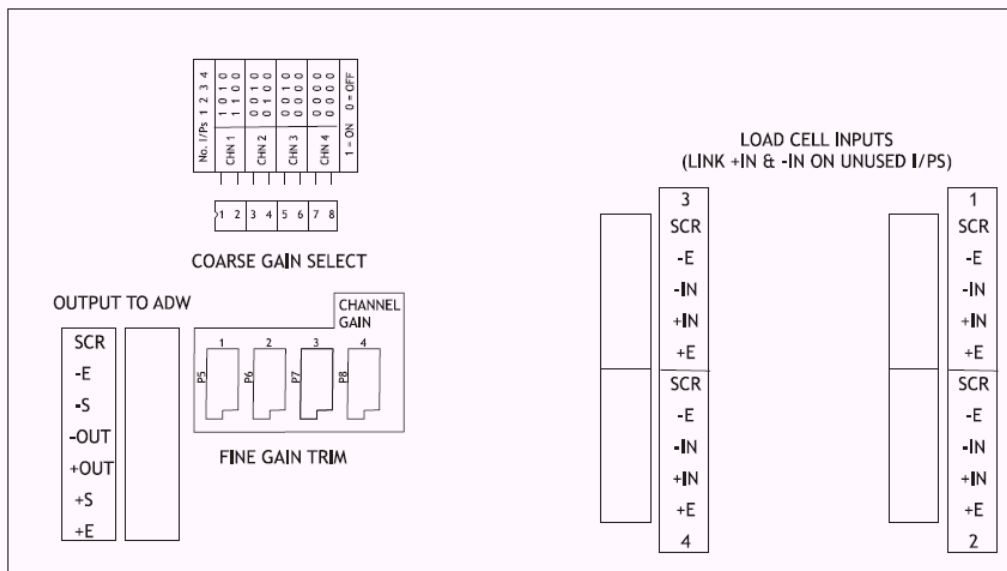 No. I/Ps 1 2 3 4
CHN 1
1 0 1 0
1 1 0 0
CHN 2
0 0 1 0
0 1 0 0
CHN 3
0 0 1 0
0 0 0 0
CHN 4
0 0 0 0
0 0 0 0
1 = ON 0 = OFF
1 2 3 4 5 6 7 8
COARSE GAIN SELECT
OUTPUT TO ADW
SCR
-E
-S
-OUT
+OUT
+S
+E
CHANNEL
GAIN
1 2 3 4
P5 P6 P7 P8
FINE GAIN TRIM
LOAD CELL INPUTS
(LINK +IN & -IN ON UNUSED I/PS)
3
SCR
-E
-IN
+IN
+E
SCR
-E
-IN
+IN
+E
4
1
SCR
-E
-IN
+IN
+E
SCR
-E
-IN
+IN
+E
2